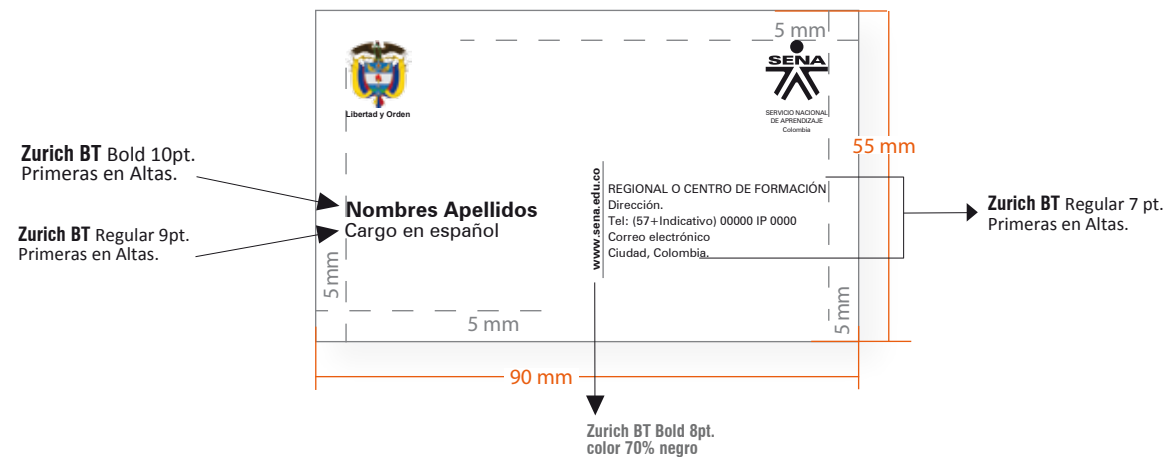 5 mm
Libertad y Orden
SENA
SERVICIO NACIONAL
DE APRENDIZAJE
Colombia
55 mm
Zurich BT Bold 10pt.
Primeras en Altas.
Nombres Apellidos
Cargo en español
Zurich BT Regular 9pt.
Primeras en Altas.
www.sena.edu.co
REGIONAL O CENTRO DE FORMACIÓN
Dirección.
Tel: (57+Indicativo) 00000 IP 0000
Correo electrónico
Ciudad, Colombia.
Zurich BT Regular 7 pt.
Primeras en Altas.
5 mm
5 mm
5 mm
90 mm
Zurich BT Bold 8pt.
color 70% negro